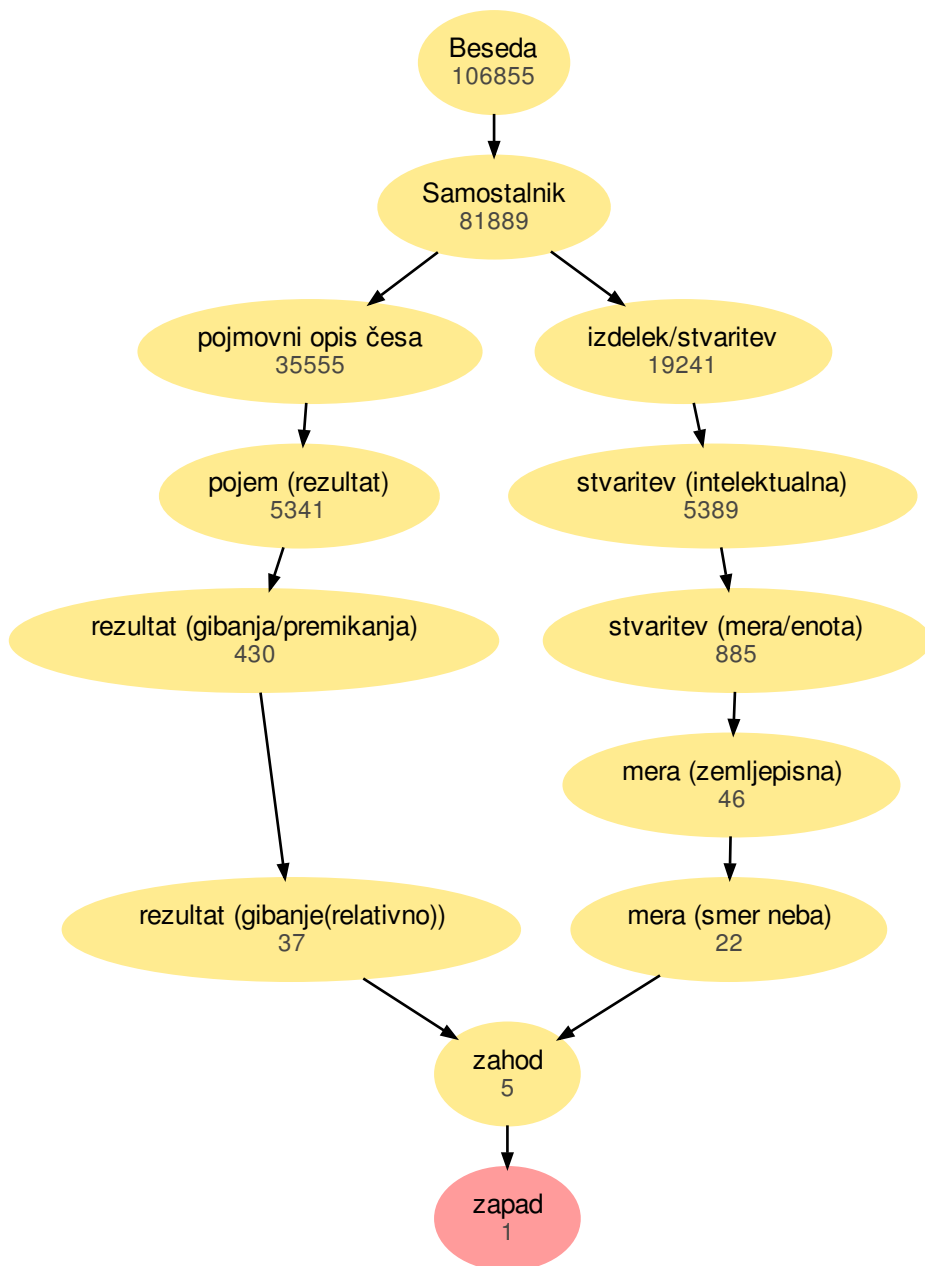 Beseda
106855
Samostalnik
81889
pojmovni opis česa
35555
izdelek/stvaritev
19241
pojem (rezultat)
5341
stvaritev (intelektualna)
5389
rezultat (gibanja/premikanja)
430
stvaritev (mera/enota)
885
mera (zemljepisna)
46
rezultat (gibanje(relativno))
37
mera (smer neba)
22
zahod
5
zapad
1